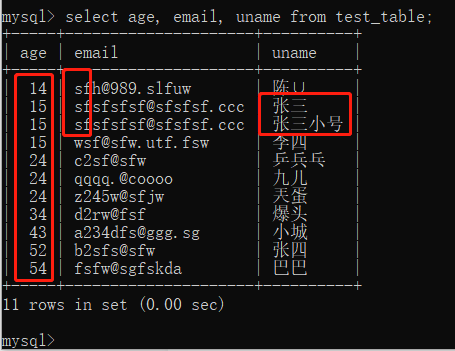 mysql> select age, email, uname from test_table;
+-----+----------------------+----------+
| age | email | uname |
+-----+----------------------+----------+
| 14 | sfh@989.slfuw | 陈U |
| 15 | sfsfsfsf@sfsfsf.ccc | 张三 |
| 15 | sfsfsfsf@sfsfsf.ccc | 张三小号 |
| 15 | wsf@sfw.utf.fsw | 李四 |
| 24 | c2sf@sfw | 乒兵乓 |
| 24 | qqqq.@coooo | 九儿 |
| 24 | z245w@sfjw | 天蛋 |
| 34 | d2rw@fsf | 爆头 |
| 43 | a234dfs@ggg.sg | 小城 |
| 52 | b2sfs@sfw | 张四 |
| 54 | fsfw@sgfskda | 巴巴 |
+-----+----------------------+----------+
11 rows in set (0.00 sec)
mysql>